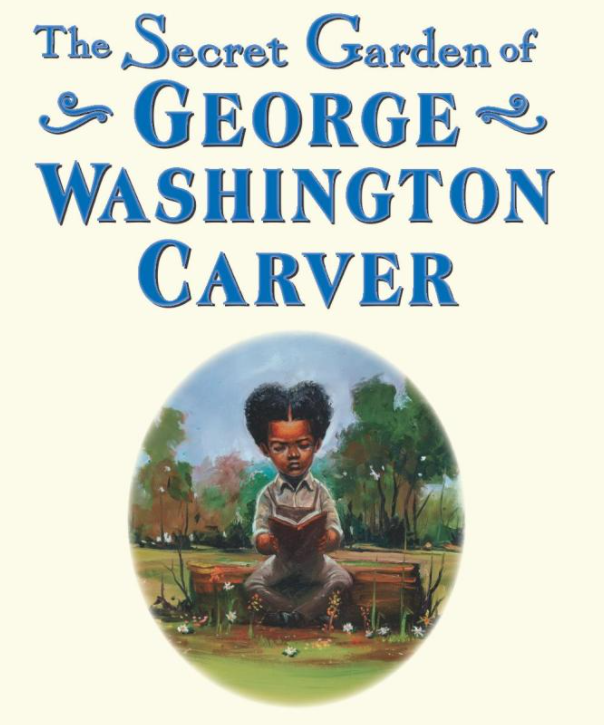 The Secret Garden of
GEORGE
WASHINGTON
CARVER